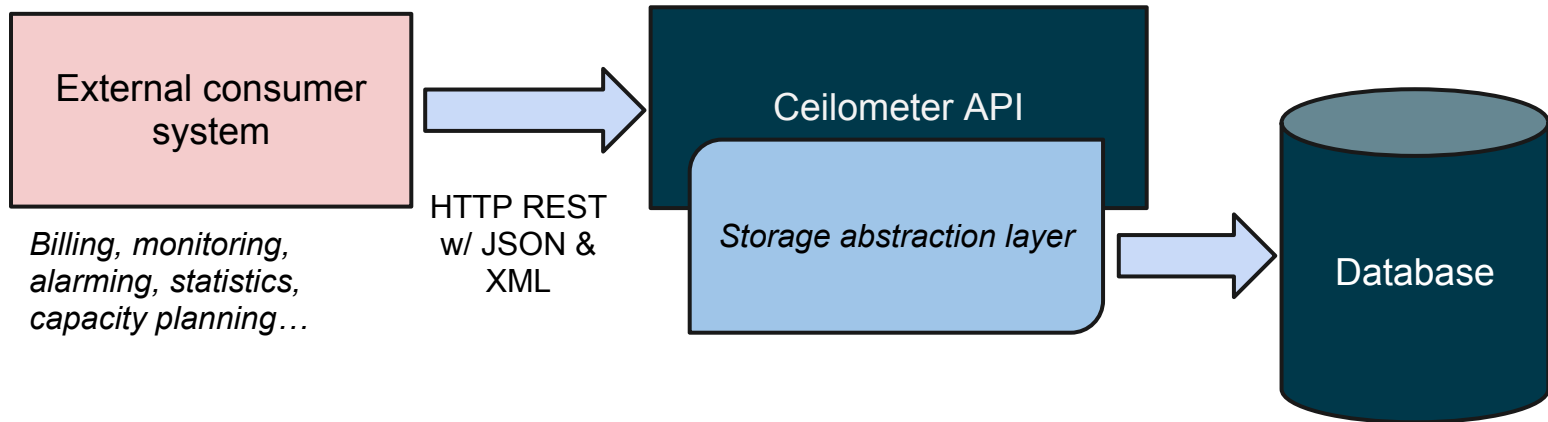 External consumer
system
Billing, monitoring,
alarming, statistics,
capacity planning…
HTTP REST
w/ JSON &
XML
Ceilometer API
Storage abstraction layer
Database